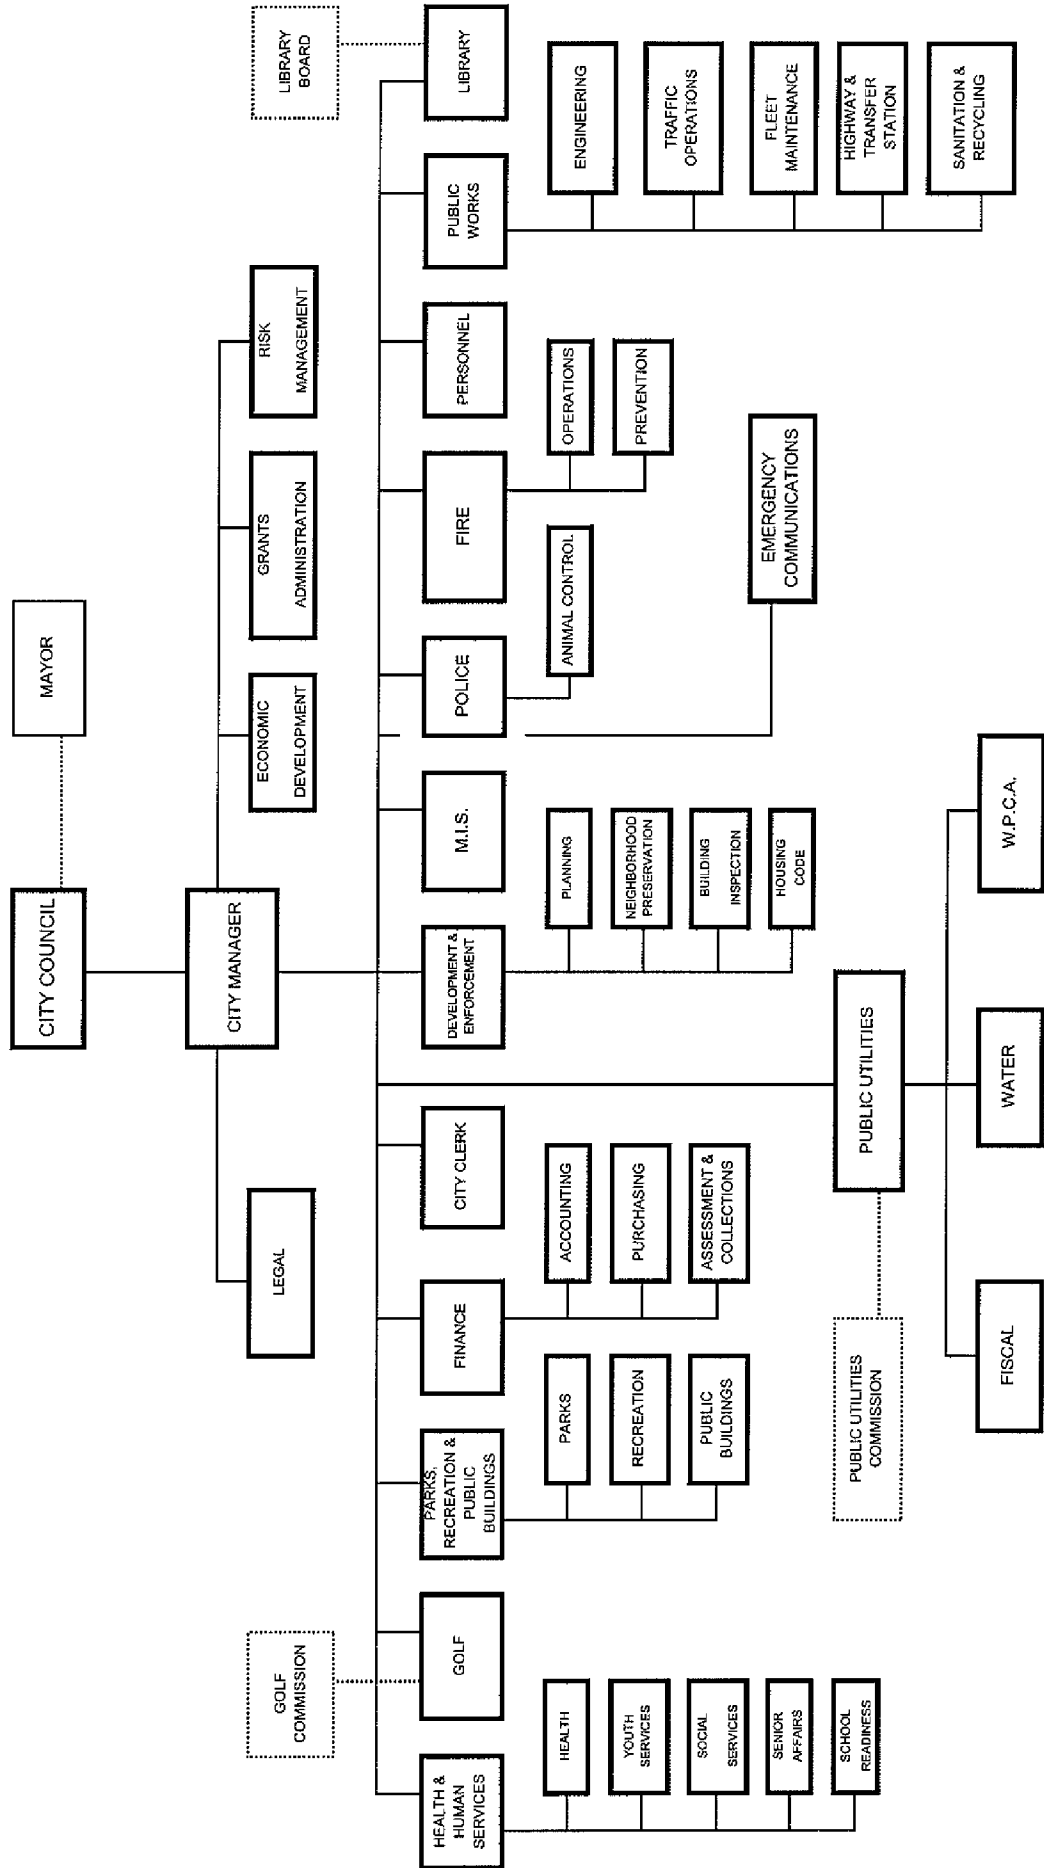 CITY COUNCIL
MAYOR
CITY MANAGER
LEGAL
ECONOMIC
DEVELOPMENT
GRANTS
ADMINISTRATION
RISK
MANAGEMENT
GOLF
COMMISSION
LIBRARY
BOARD
HEALTH &
HUMAN
SERVICES
GOLF
PARKS,
RECREATION &
PUBLIC
BUILDINGS
FINANCE
CITY CLERK
DEVELOPMENT &
ENFORCEMENT
M.I.S.
POLICE
FIRE
PERSONNEL
PUBLIC
WORKS
LIBRARY
HEALTH
YOUTH
SERVICES
SOCIAL
SERVICES
SENIOR
AFFAIRS
SCHOOL
READINESS
PARKS
RECREATION
PUBLIC
BUILDINGS
ACCOUNTING
PURCHASING
ASSESSMENT &
COLLECTIONS
PLANNING
NEIGHBORHOOD
PRESERVATION
BUILDING
INSPECTION
HOUSING
CODE
ANIMAL CONTROL
OPERATIONS
PREVENTION
EMERGENCY
COMMUNICATIONS
ENGINEERING
TRAFFIC
OPERATIONS
FLEET
MAINTENANCE
HIGHWAY &
TRANSFER
STATION
SANITATION &
RECYCLING
PUBLIC UTILITIES
COMMISSION
PUBLIC UTILITIES
FISCAL
WATER
W.P.C.A.